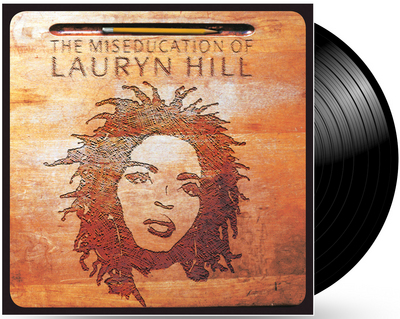 THE MISEDUCATION OF
LAURYN HILL